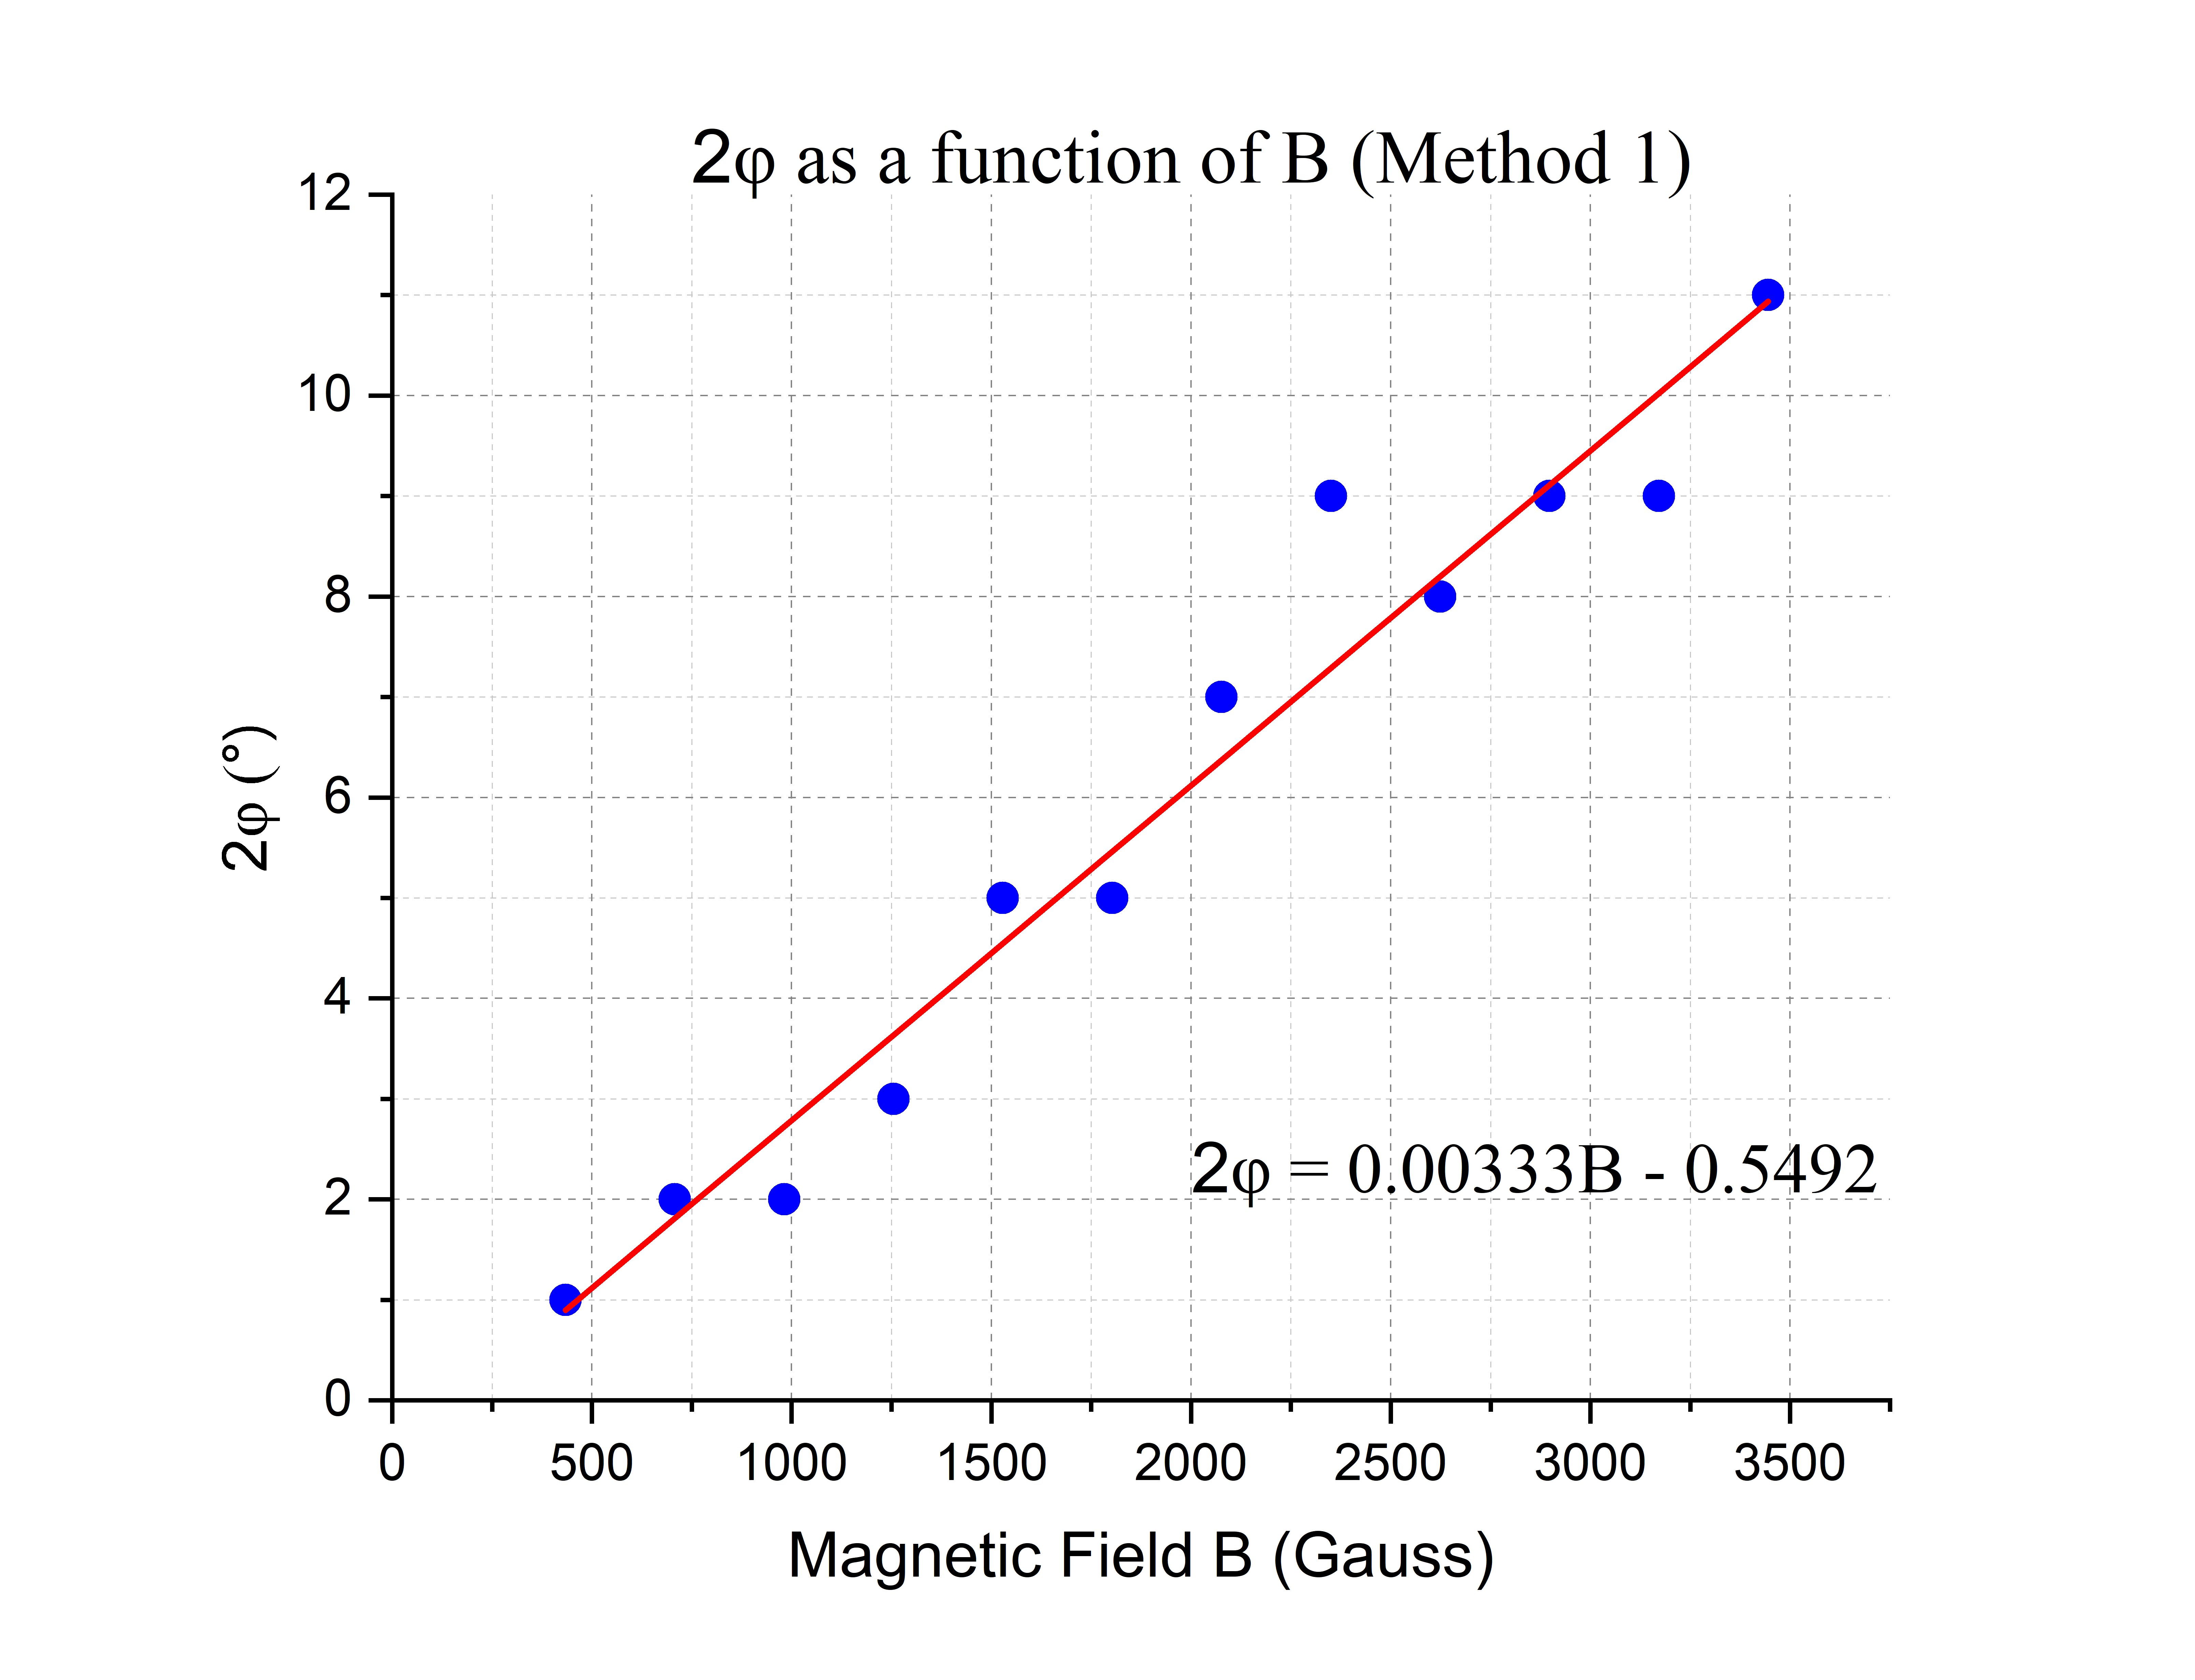 2φ as a function of B (Method 1)
12
10
8
6
4
2
0
2φ (°)
2φ = 0.00333B - 0.5492
0 500 1000 1500 2000 2500 3000 3500
Magnetic Field B (Gauss)